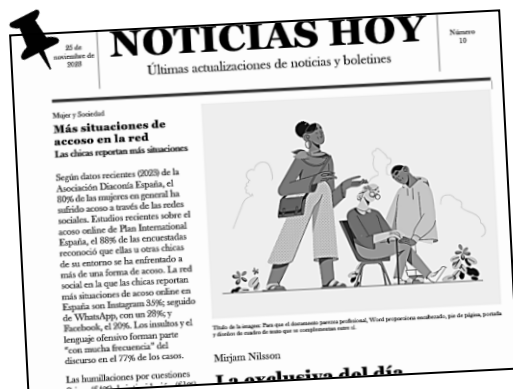 25 de
noviembre de
2023
NOTICIAS HOY
Últimas actualizaciones de noticias y boletines
Número
10
Mujer y Sociedad
Más situaciones de
accoso en la red
Las chicas reportan más situaciones
Según datos recientes (2023) de la
Asociación Diaconía España, el
80% de las mujeres en general ha
sufrido acoso a través de las redes
sociales. Estudios recientes sobre el
acoso online de Plan International
España, el 88% de las encuestadas
reconoció que ellas u otras chicas
de su entorno se ha enfrentado a
más de una forma de acoso. La red
social en la que las chicas reportan
más situaciones de acoso online en
España son Instagram 35%; seguido
de WhatsApp, con un 28%; y
Facebook, el 20%. Los insultos y el
lenguaje ofensivo forman parte
"con mucha frecuencia" del
discurso en el 77% de los casos.
Las humillaciones por cuestiones
Título de la imagen: Para que el documento parezca profesional, Word proporciona encabezado, pie de página, portada
y diseños de cuadro de texto que se complementan entre sí.
Mirjam Nilsson
La exclusiva del día